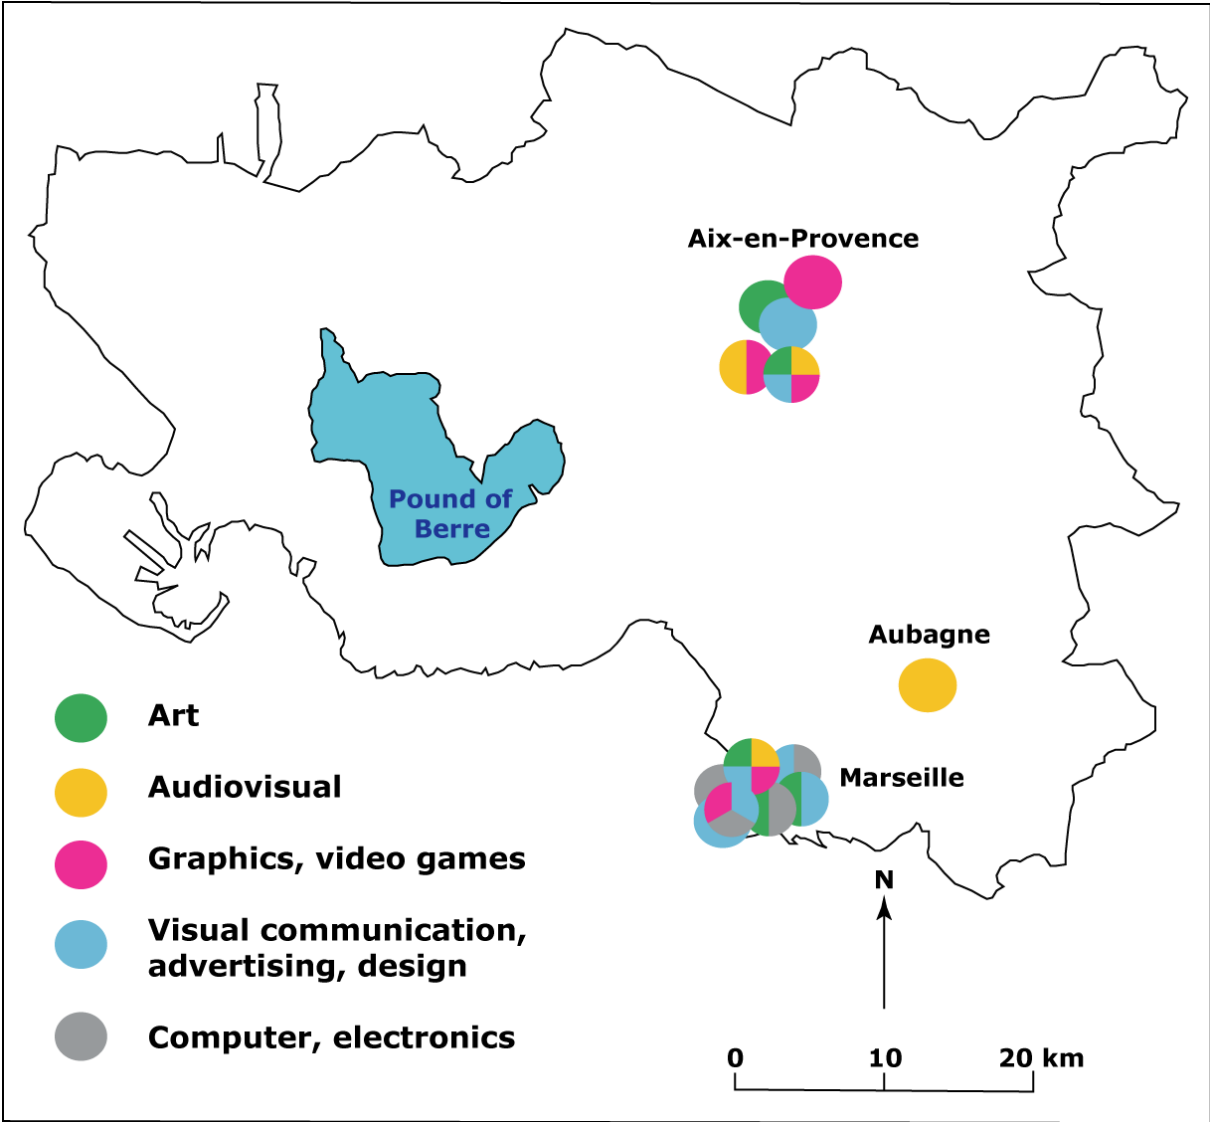 Aix-en-Provence
Pound of
Berre
Aubagne
Marseille
Art
Audiovisual
Graphics, video games
Visual communication,
advertising, design
Computer, electronics
N
0 10 20 km